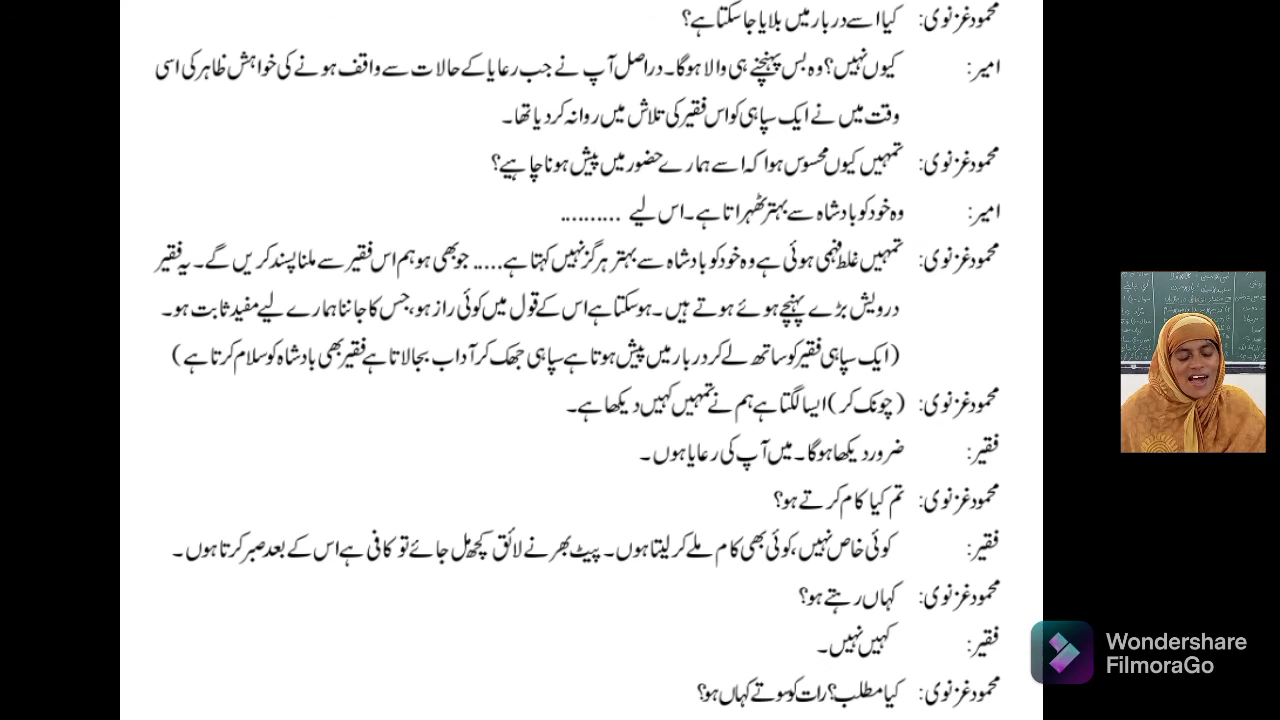 محمود غزنوی: کیا اسے دربار میں بلایا جا سکتا ہے؟
امیر: کیوں نہیں؟ وہ بس پہنچنے ہی والا ہوگا۔ دراصل آپ نے جب رعایا کے حالات سے واقف ہونے کی خواہش ظاہر کی اسی
وقت میں نے ایک سپاہی کو اس فقیر کی تلاش میں روانہ کر دیا تھا۔
محمود غزنوی: تمہیں کیوں محسوس ہوا کہ اسے ہمارے حضور میں پیش ہونا چاہیے؟
امیر: وہ خود کو بادشاہ سے بہتر ٹھہراتا ہے۔ اس لیے ..........
محمود غزنوی: تمہیں غلط فہمی ہوئی ہے وہ خود کو بادشاہ سے بہتر ہرگز نہیں کہتا ہے..... جو بھی ہو ہم اس فقیر سے ملنا پسند کریں گے۔ یہ فقیر
درویش بڑے پہنچے ہوئے ہوتے ہیں۔ ہو سکتا ہے اس کے قول میں کوئی راز ہو، جس کا جاننا ہمارے لیے مفید ثابت ہو۔
(ایک سپاہی فقیر کو ساتھ لے کر دربار میں پیش ہوتا ہے سپاہی جھک کر آداب بجا لاتا ہے فقیر بھی بادشاہ کو سلام کرتا ہے)
محمود غزنوی: (چونک کر) ایسا لگتا ہے ہم نے تمہیں کہیں دیکھا ہے۔
فقیر: ضرور دیکھا ہوگا۔ میں آپ کی رعایا ہوں۔
محمود غزنوی: تم کیا کام کرتے ہو؟
فقیر: کوئی خاص نہیں، کوئی بھی کام ملے کر لیتا ہوں۔ پیٹ بھرنے لائق کچھ مل جائے تو کافی ہے اس کے بعد صبر کرتا ہوں۔
محمود غزنوی: کہاں رہتے ہو؟
فقیر: کہیں نہیں۔
محمود غزنوی: کیا مطلب؟ رات کو سوتے کہاں ہو؟
Wondershare
FilmoraGo